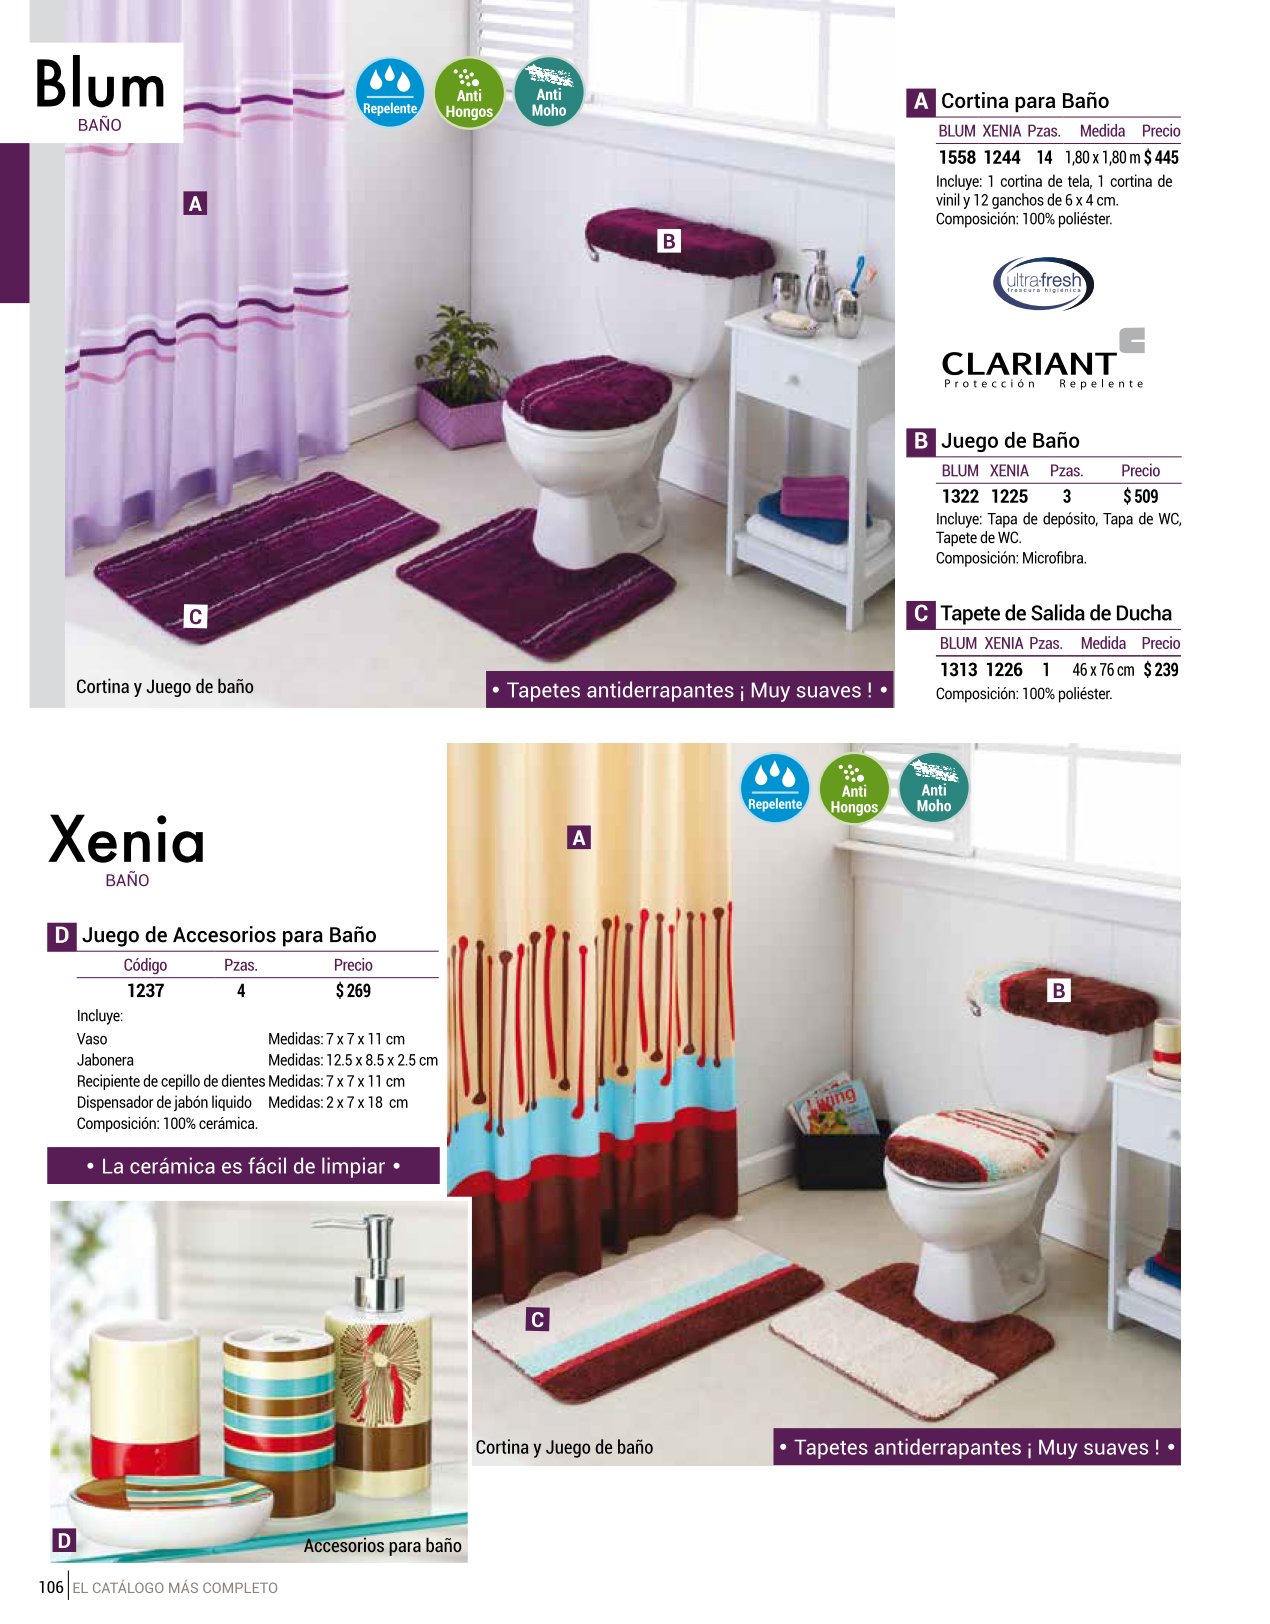 Blum
BAÑO
Repelente
Anti
Hongos
Anti
Moho
A
B
C
Cortina y Juego de baño
• Tapetes antiderrapantes ¡ Muy suaves ! •
A Cortina para Baño
BLUM XENIA Pzas. Medida Precio
1558 1244 14 1,80 x 1,80 m $ 445
Incluye: 1 cortina de tela, 1 cortina de
vinil y 12 ganchos de 6 x 4 cm.
Composición: 100% poliéster.
ultra-fresh
frescura higiénica
CLARIANT
Protección Repelente
B Juego de Baño
BLUM XENIA Pzas. Precio
1322 1225 3 $ 509
Incluye: Tapa de depósito, Tapa de WC,
Tapete de WC.
Composición: Microfibra.
C Tapete de Salida de Ducha
BLUM XENIA Pzas. Medida Precio
1313 1226 1 46 x 76 cm $ 239
Composición: 100% poliéster.
Xenia
BAÑO
D Juego de Accesorios para Baño
Código Pzas. Precio
1237 4 $ 269
Incluye:
Vaso Medidas: 7 x 7 x 11 cm
Jabonera Medidas: 12.5 x 8.5 x 2.5 cm
Recipiente de cepillo de dientes Medidas: 7 x 7 x 11 cm
Dispensador de jabón líquido Medidas: 2 x 7 x 18 cm
Composición: 100% cerámica.
• La cerámica es fácil de limpiar •
Repelente
Anti
Hongos
Anti
Moho
A
B
living
C
Cortina y Juego de baño
• Tapetes antiderrapantes ¡ Muy suaves ! •
D
Accesorios para baño
106 EL CATÁLOGO MÁS COMPLETO